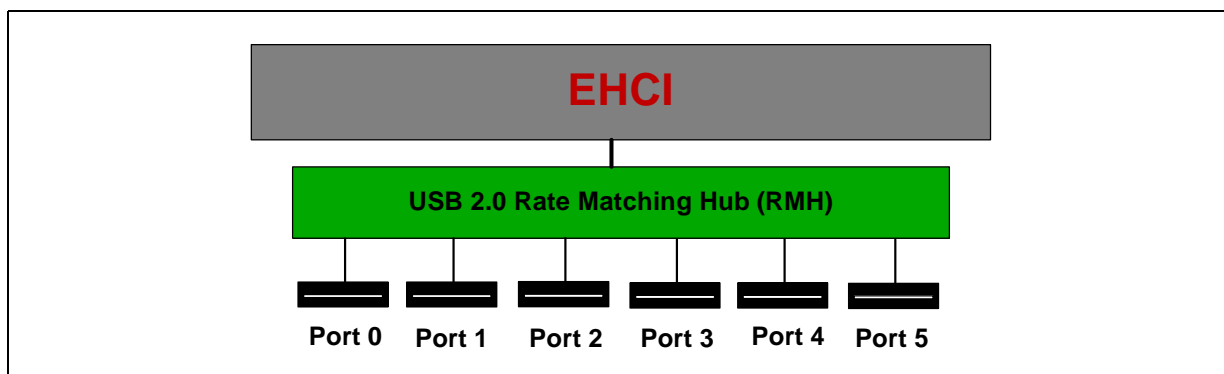 EHCI
USB 2.0 Rate Matching Hub (RMH)
Port 0 Port 1 Port 2 Port 3 Port 4 Port 5